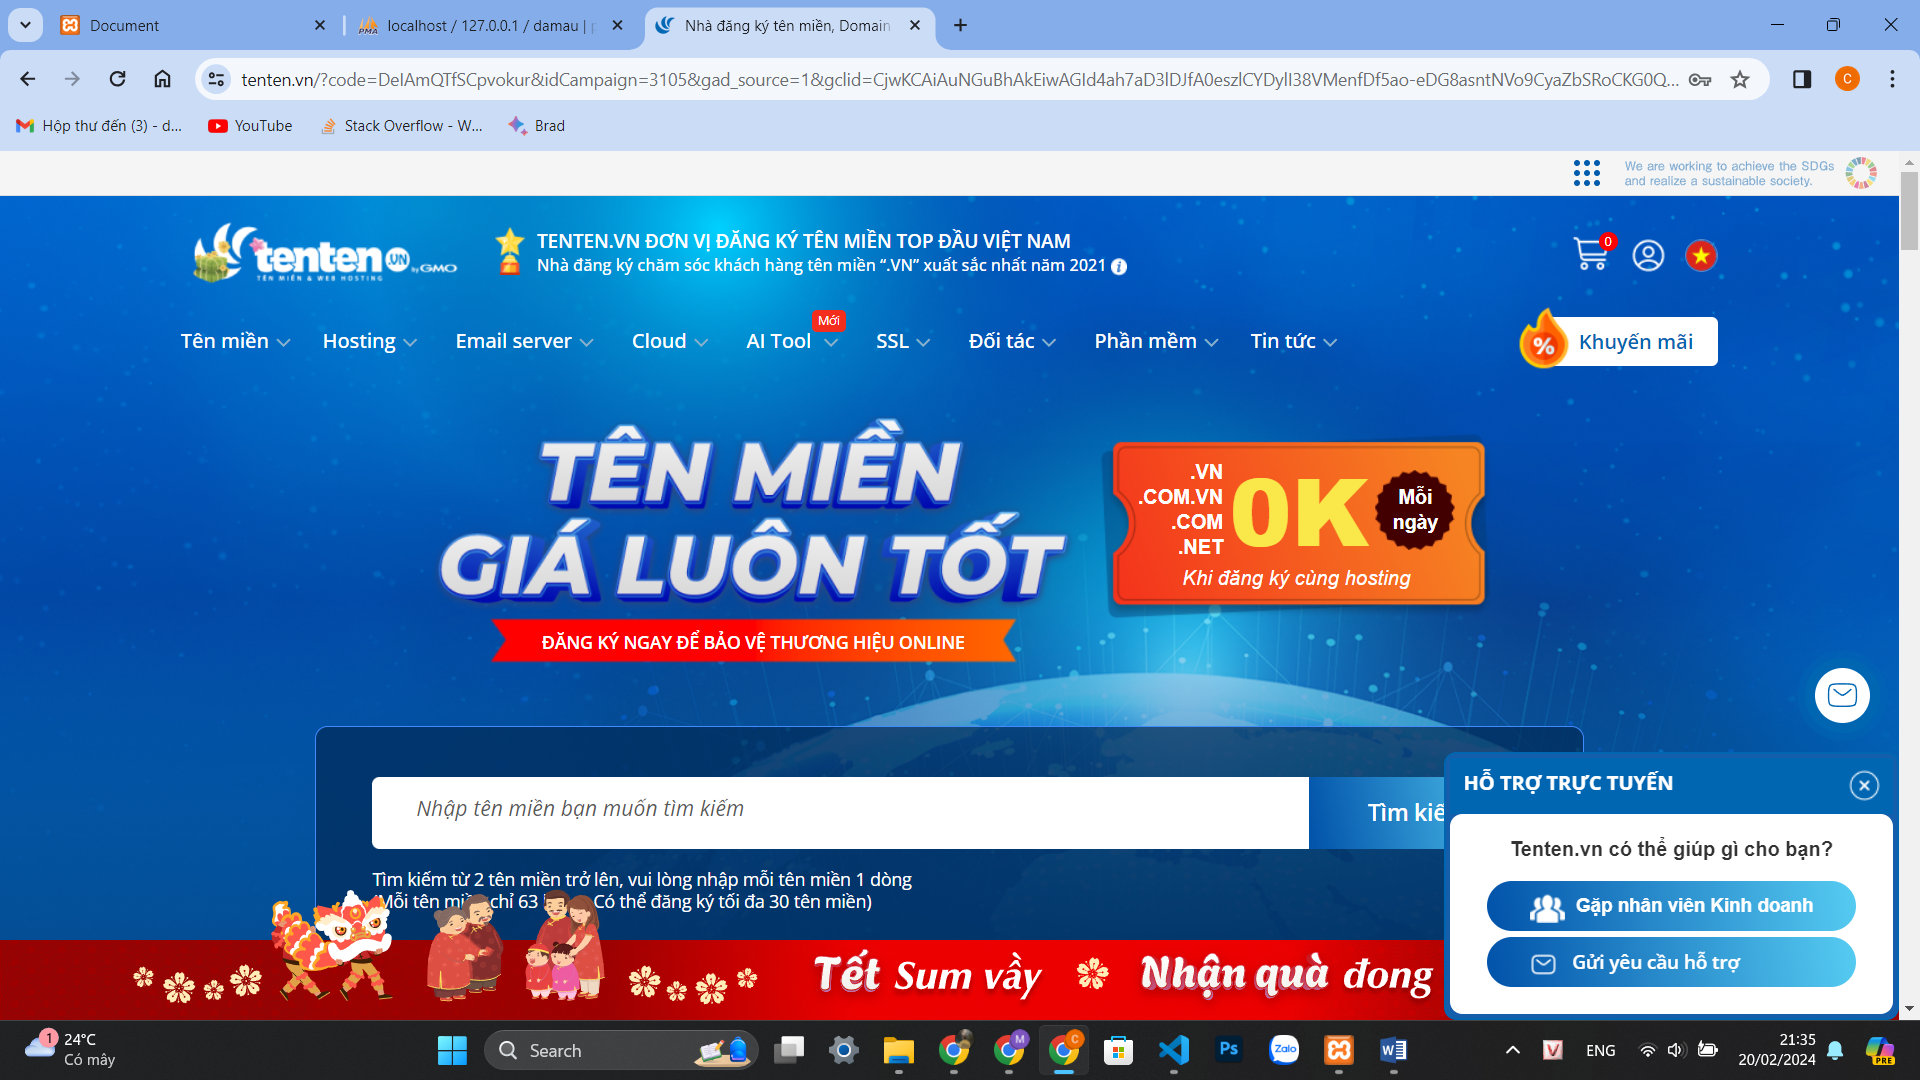 Document
localhost / 127.0.0.1 / damau | p
Nhà đăng ký tên miền, Domain
tenten.vn/?code=DeIAmQTfSCpvokur&idCampaign=3105&gad_source=1&gclid=CjwKCAiAuNGuBhAkEiwAGId4ah7aD3lDJfA0eszlCYDylI38VMenfDf5ao-eDG8asntNVo9CyaZbSRoCKG0Q...
Hộp thư đến (3) - d...
YouTube
Stack Overflow - W...
Brad
We are working to achieve the SDGs
and realize a sustainable society.
tenten .VN by GMO
TÊN MIỀN & WEB HOSTING
TENTEN.VN ĐƠN VỊ ĐĂNG KÝ TÊN MIỀN TOP ĐẦU VIỆT NAM
Nhà đăng ký chăm sóc khách hàng tên miền “.VN” xuất sắc nhất năm 2021
0
Tên miền
Hosting
Email server
Cloud
AI Tool
Mới
SSL
Đối tác
Phần mềm
Tin tức
%
Khuyến mãi
TÊN MIỀN
GIÁ LUÔN TỐT
ĐĂNG KÝ NGAY ĐỂ BẢO VỆ THƯƠNG HIỆU ONLINE
.VN
.COM.VN
.COM
.NET
0K
Mỗi
ngày
Khi đăng ký cùng hosting
Nhập tên miền bạn muốn tìm kiếm
Tìm kiế
Tìm kiếm từ 2 tên miền trở lên, vui lòng nhập mỗi tên miền 1 dòng
Mỗi tên miề chỉ 63 Có thể đăng ký tối đa 30 tên miền)
HỖ TRỢ TRỰC TUYẾN
Tenten.vn có thể giúp gì cho bạn?
Gặp nhân viên Kinh doanh
Gửi yêu cầu hỗ trợ
Tết Sum vầy
Nhận quà đong
1
24°C
Có mây
Search
M
C
Ps
Zalo
V
ENG
21:35
20/02/2024
PRE